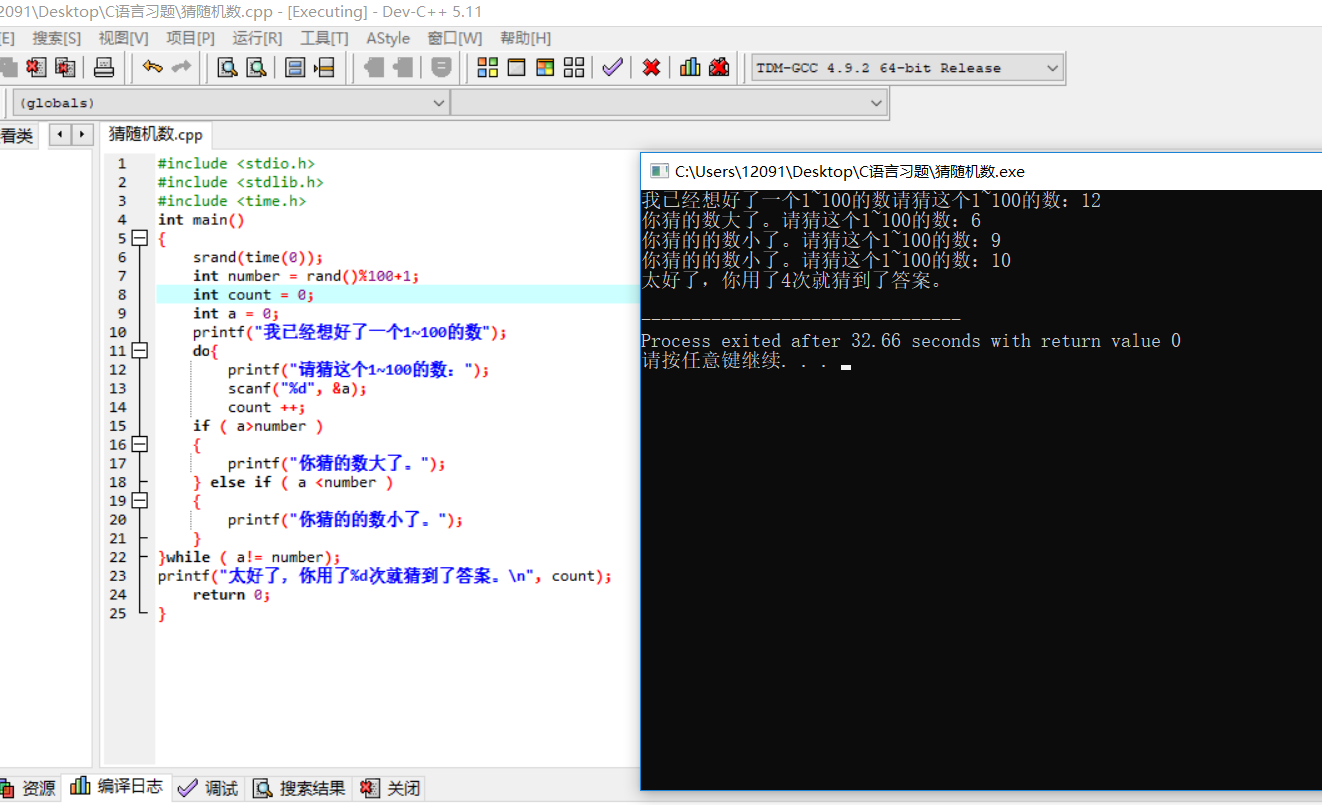 2091\Desktop\C语言习题\猜随机数.cpp - [Executing] - Dev-C++ 5.11
[E] 搜索[S] 视图[V] 项目[P] 运行[R] 工具[T] AStyle 窗口[W] 帮助[H]
TDM-GCC 4.9.2 64-bit Release
(globals)
看类 猜随机数.cpp
1 #include <stdio.h>
2 #include <stdlib.h>
3 #include <time.h>
4 int main()
5 {
6 srand(time(0));
7 int number = rand()%100+1;
8 int count = 0;
9 int a = 0;
10 printf("我已经想好了一个1~100的数");
11 do{
12 printf("请猜这个1~100的数：");
13 scanf("%d", &a);
14 count ++;
15 if ( a>number )
16 {
17 printf("你猜的数大了。");
18 } else if ( a <number )
19 {
20 printf("你猜的的数小了。");
21 }
22 }while ( a!= number);
23 printf("太好了，你用了%d次就猜到了答案。\n", count);
24 return 0;
25 }
C:\Users\12091\Desktop\C语言习题\猜随机数.exe
我已经想好了一个1~100的数请猜这个1~100的数：12
你猜的数大了。请猜这个1~100的数：6
你猜的的数小了。请猜这个1~100的数：9
你猜的的数小了。请猜这个1~100的数：10
太好了，你用了4次就猜到了答案。
--------------------------------
Process exited after 32.66 seconds with return value 0
请按任意键继续. . .
资源 编译日志 调试 搜索结果 关闭